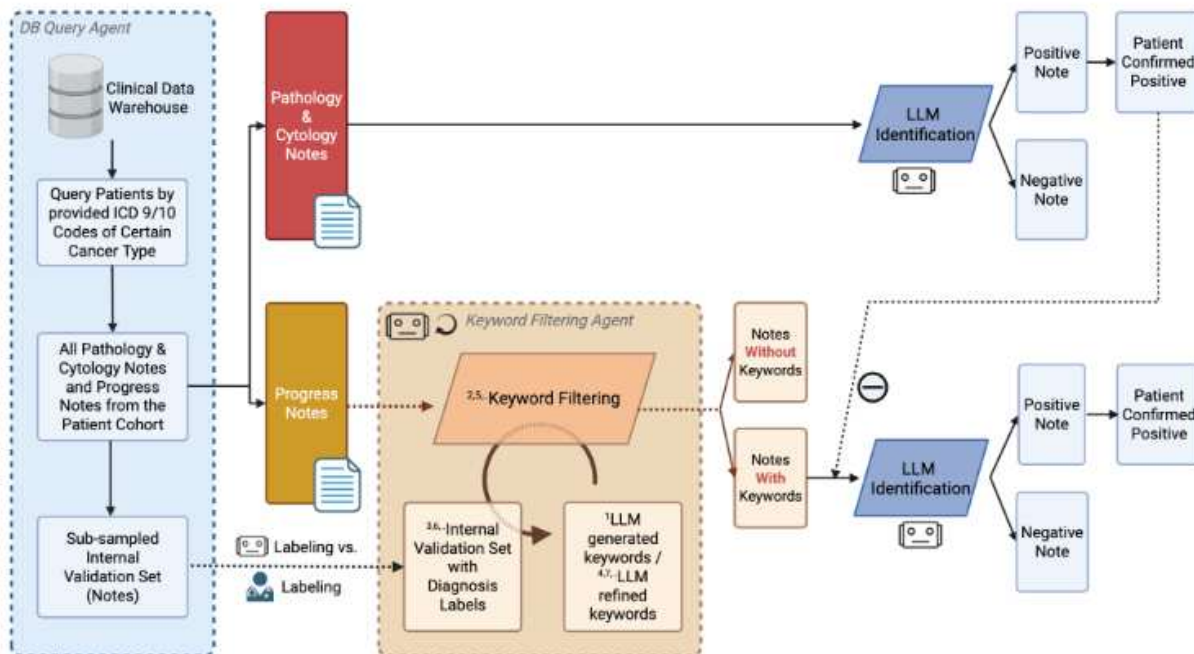 DB Query Agent
Clinical Data
Warehouse
Query Patients by
provided ICD 9/10
Codes of Certain
Cancer Type
All Pathology &
Cytology Notes
and Progress
Notes from the
Patient Cohort
Sub-sampled
Internal
Validation Set
(Notes)
Pathology
&
Cytology
Notes
LLM
Identification
Positive
Note
Patient
Confirmed
Positive
Negative
Note
Progress
Notes
Keyword Filtering Agent
2,5,..Keyword Filtering
Labeling vs.
Labeling
3,6,..Internal
Validation Set
with
Diagnosis
Labels
1LLM
generated
keywords /
4,7,..LLM
refined
keywords
Notes
Without
Keywords
Notes
With
Keywords
LLM
Identification
Positive
Note
Patient
Confirmed
Positive
Negative
Note